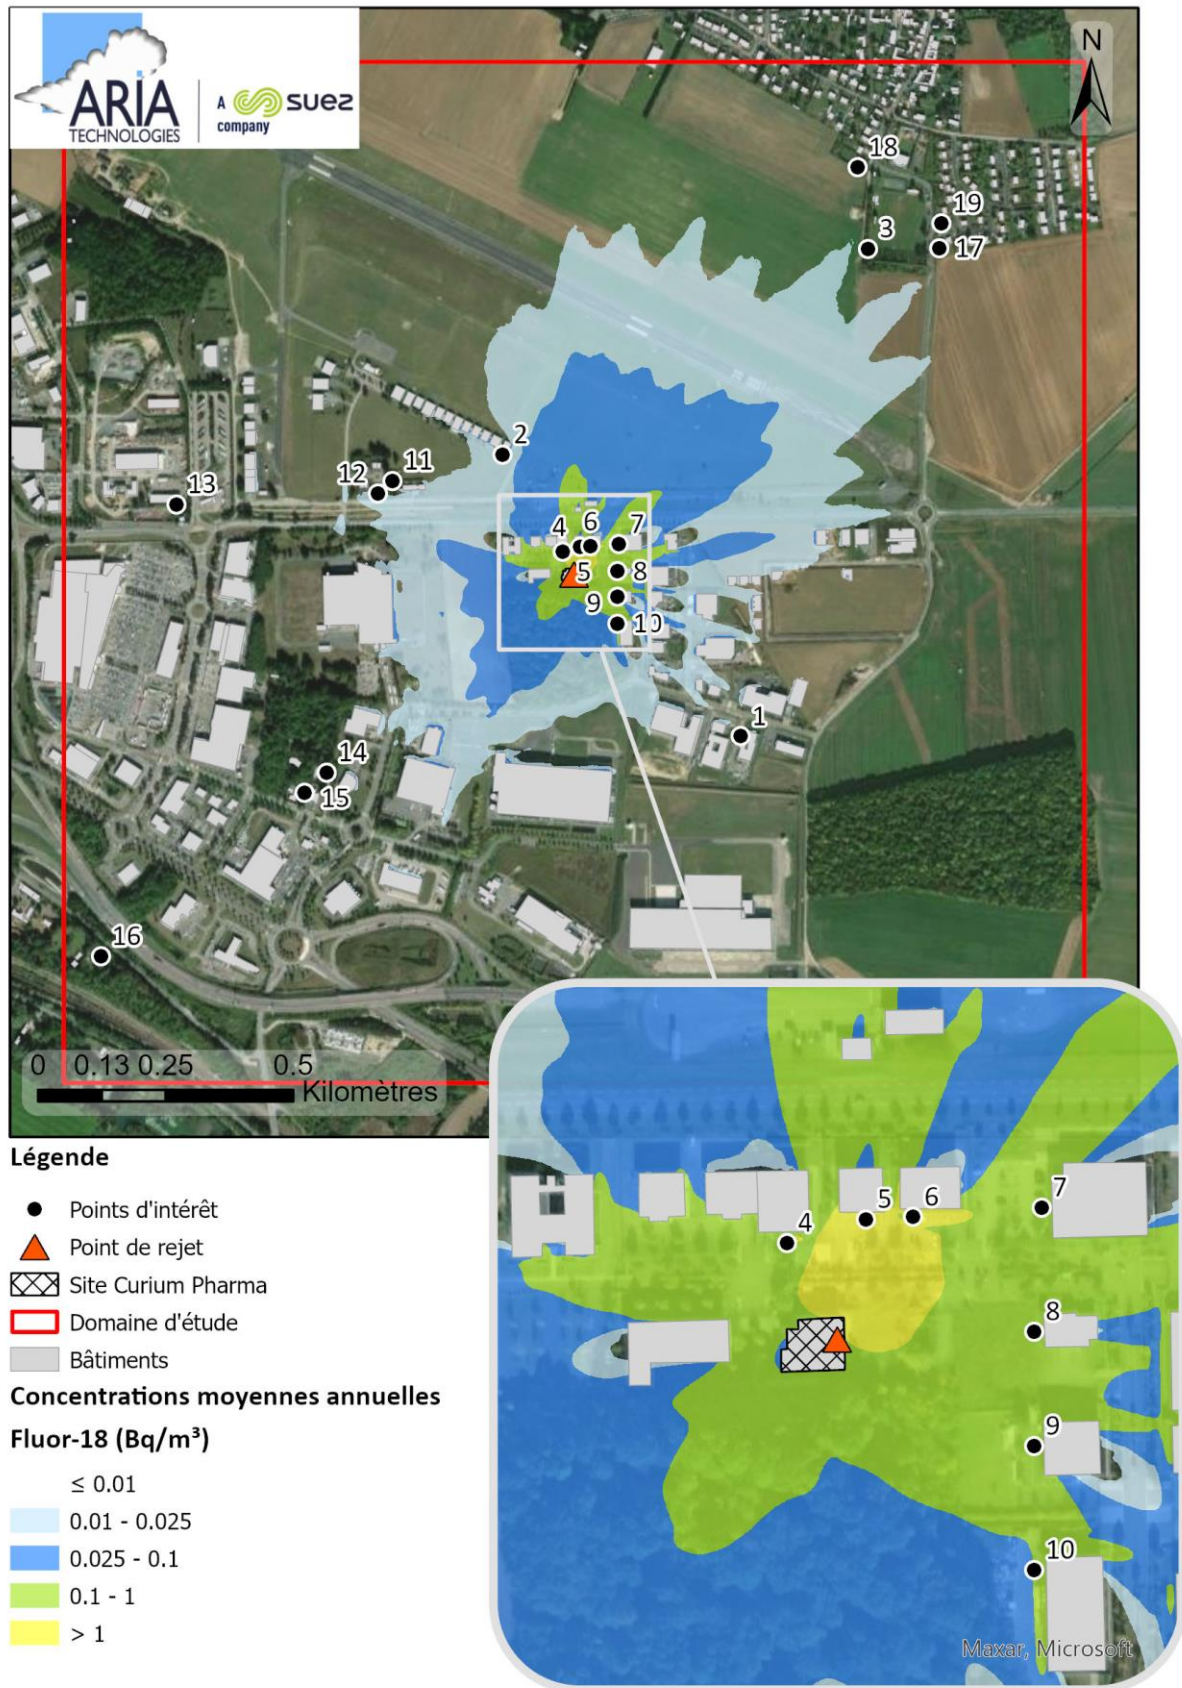 ARIA
TECHNOLOGIES
A SUEZ
company
N
18
19
3
17
2
11
12
13
4
6
7
5
8
9
10
1
14
15
16
0 0.13 0.25 0.5
Kilomètres
Légende
Points d'intérêt
Point de rejet
Site Curium Pharma
Domaine d'étude
Bâtiments
Concentrations moyennes annuelles
Fluor-18 (Bq/m³)
≤ 0.01
0.01 - 0.025
0.025 - 0.1
0.1 - 1
> 1
4
5
6
7
8
9
10
Maxar, Microsoft